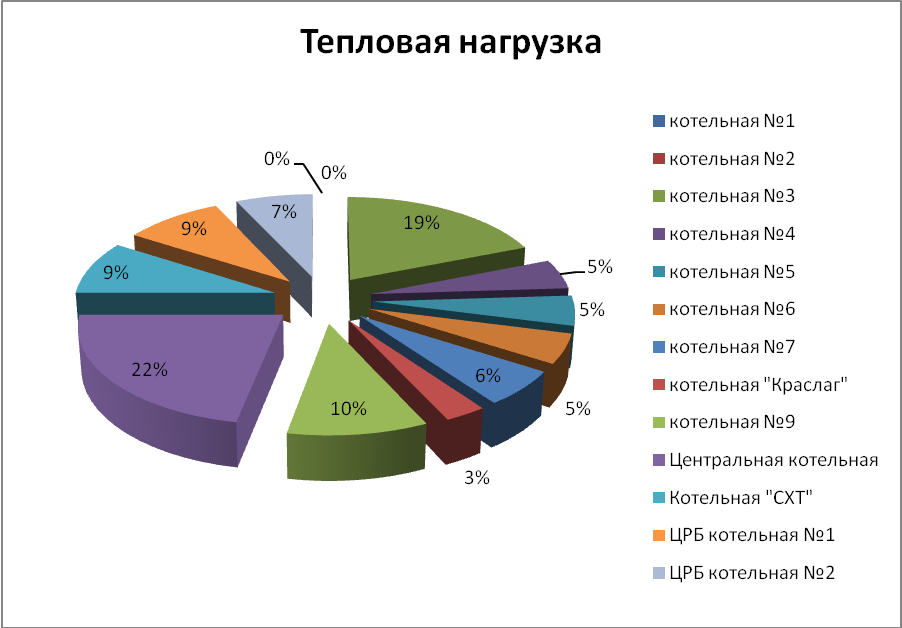 Тепловая нагрузка
0%
0%
19%
5%
5%
5%
6%
3%
10%
22%
9%
9%
7%
котельная №1
котельная №2
котельная №3
котельная №4
котельная №5
котельная №6
котельная №7
котельная "Краслаг"
котельная №9
Центральная котельная
Котельная "СХТ"
ЦРБ котельная №1
ЦРБ котельная №2